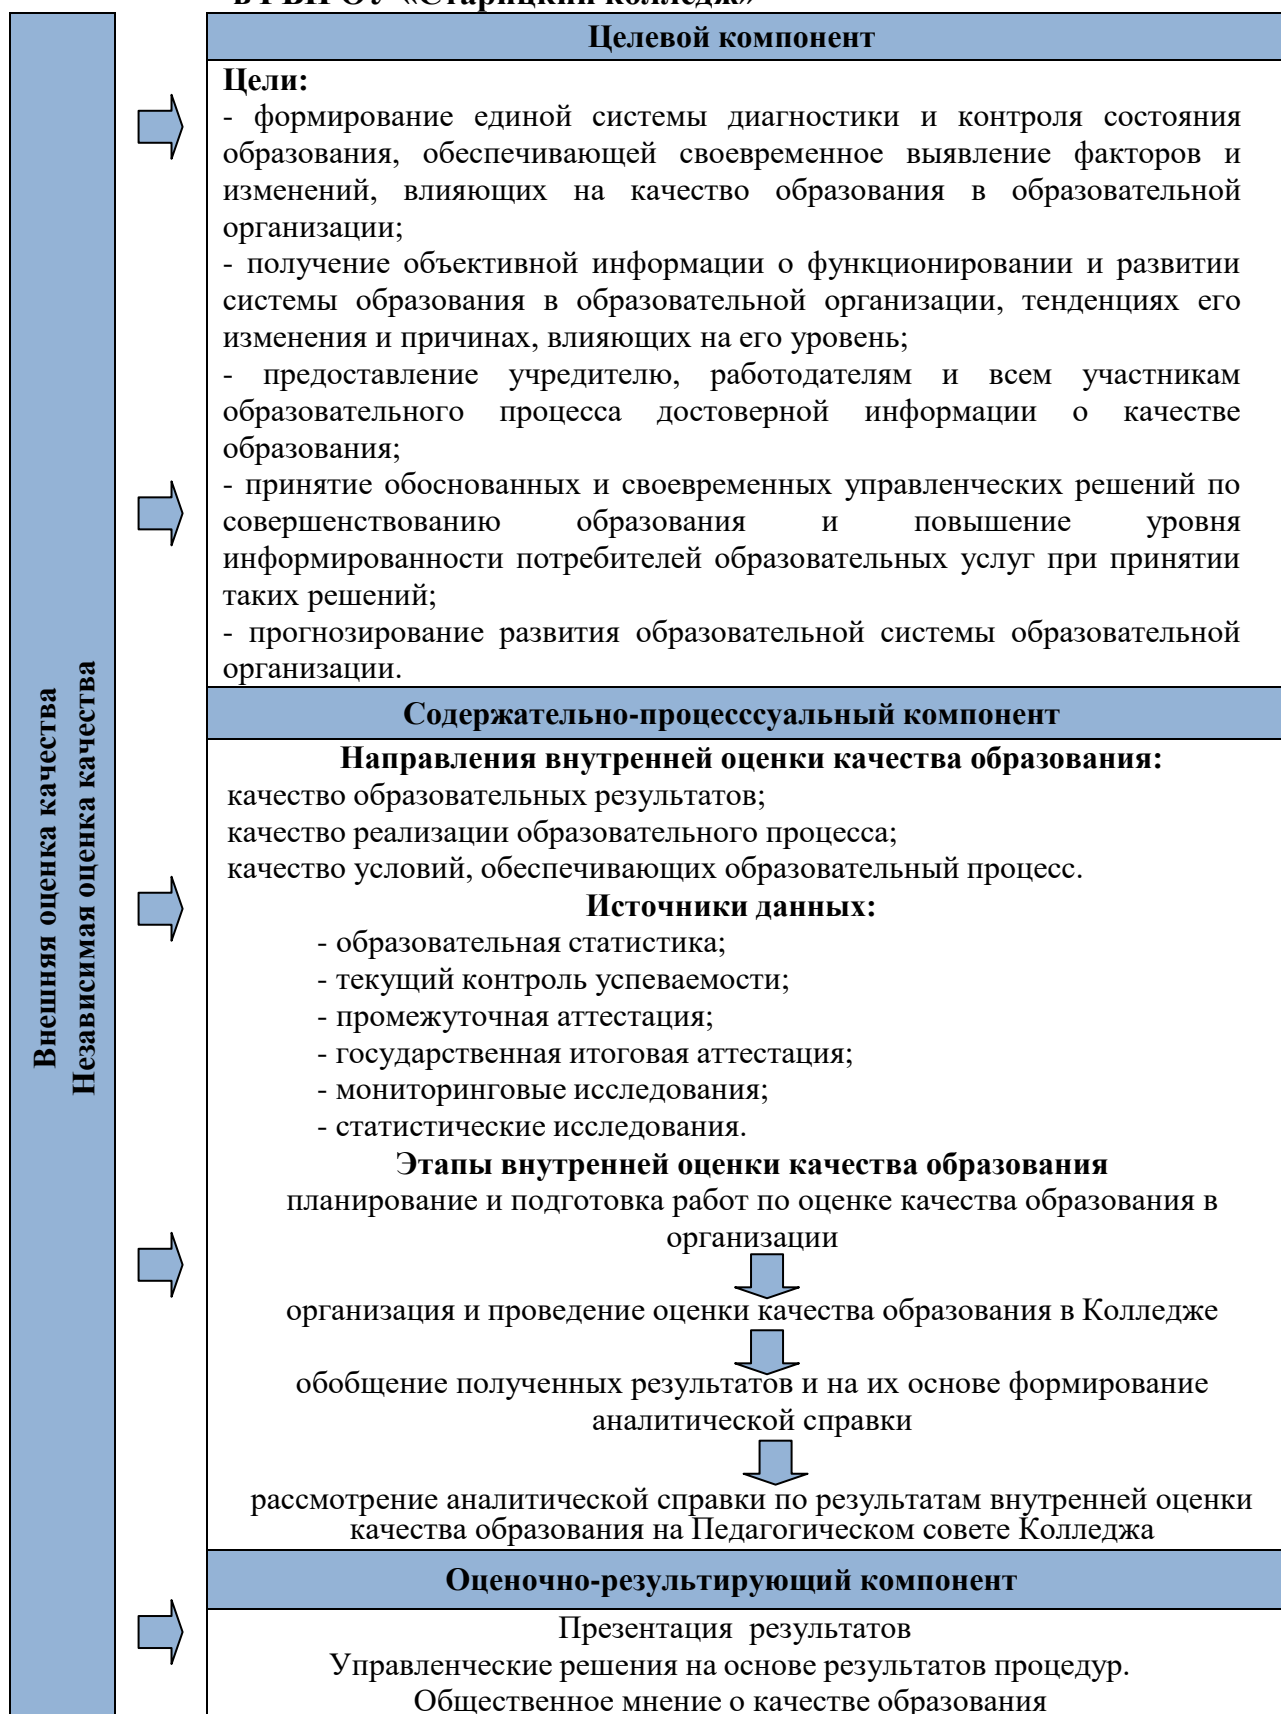 «Старицкий колледж»
Целевой компонент
Цели:
- формирование единой системы диагностики и контроля состояния
образования, обеспечивающей своевременное выявление факторов и
изменений, влияющих на качество образования в образовательной
организации;
- получение объективной информации о функционировании и развитии
системы образования в образовательной организации, тенденциях его
изменения и причинах, влияющих на его уровень;
- предоставление учредителю, работодателям и всем участникам
образовательного процесса достоверной информации о качестве
образования;
- принятие обоснованных и своевременных управленческих решений по
совершенствованию образования и повышение уровня
информированности потребителей образовательных услуг при принятии
таких решений;
- прогнозирование развития образовательной системы образовательной
организации.
Внешняя оценка качества
Независимая оценка качества
Содержательно-процесссуальный компонент
Направления внутренней оценки качества образования:
качество образовательных результатов;
качество реализации образовательного процесса;
качество условий, обеспечивающих образовательный процесс.
Источники данных:
- образовательная статистика;
- текущий контроль успеваемости;
- промежуточная аттестация;
- государственная итоговая аттестация;
- мониторинговые исследования;
- статистические исследования.
Этапы внутренней оценки качества образования
планирование и подготовка работ по оценке качества образования в
организации
организация и проведение оценки качества образования в Колледже
обобщение полученных результатов и на их основе формирование
аналитической справки
рассмотрение аналитической справки по результатам внутренней оценки
качества образования на Педагогическом совете Колледжа
Оценочно-результирующий компонент
Презентация результатов
Управленческие решения на основе результатов процедур.
Общественное мнение о качестве образования